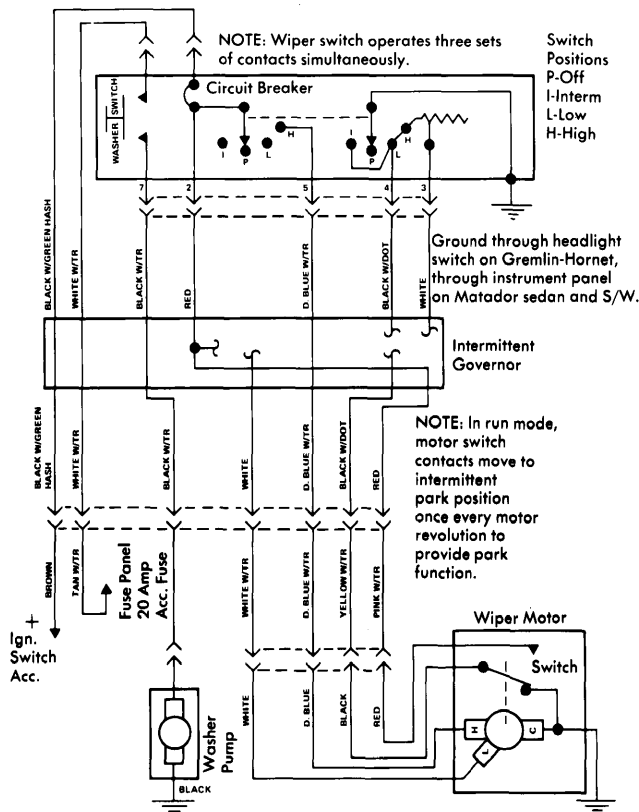 NOTE: Wiper switch operates three sets
of contacts simultaneously.
Switch
Positions
P-Off
I-Interm
L-Low
H-High
Circuit Breaker
WASHER SWITCH
H
I
P
L
I
P
L
H
7
2
5
4
3
Ground through headlight
switch on Gremlin-Hornet,
through instrument panel
on Matador sedan and S/W.
BLACK W/GREEN HASH
WHITE W/TR
BLACK W/TR
RED
D. BLUE W/TR
BLACK W/DOT
WHITE
Intermittent
Governor
BLACK W/GREEN
HASH
WHITE W/TR
BLACK W/TR
WHITE
D. BLUE W/TR
BLACK W/DOT
RED
NOTE: In run mode,
motor switch
contacts move to
intermittent
park position
once every motor
revolution to
provide park
function.
BROWN
TAN W/TR
Fuse Panel
20 Amp
Acc. Fuse
WHITE W/TR
D. BLUE W/TR
YELLOW W/TR
PINK W/TR
+
Ign.
Switch
Acc.
Wiper Motor
Switch
H
C
L
WHITE
D. BLUE
BLACK
RED
Washer
Pump
BLACK